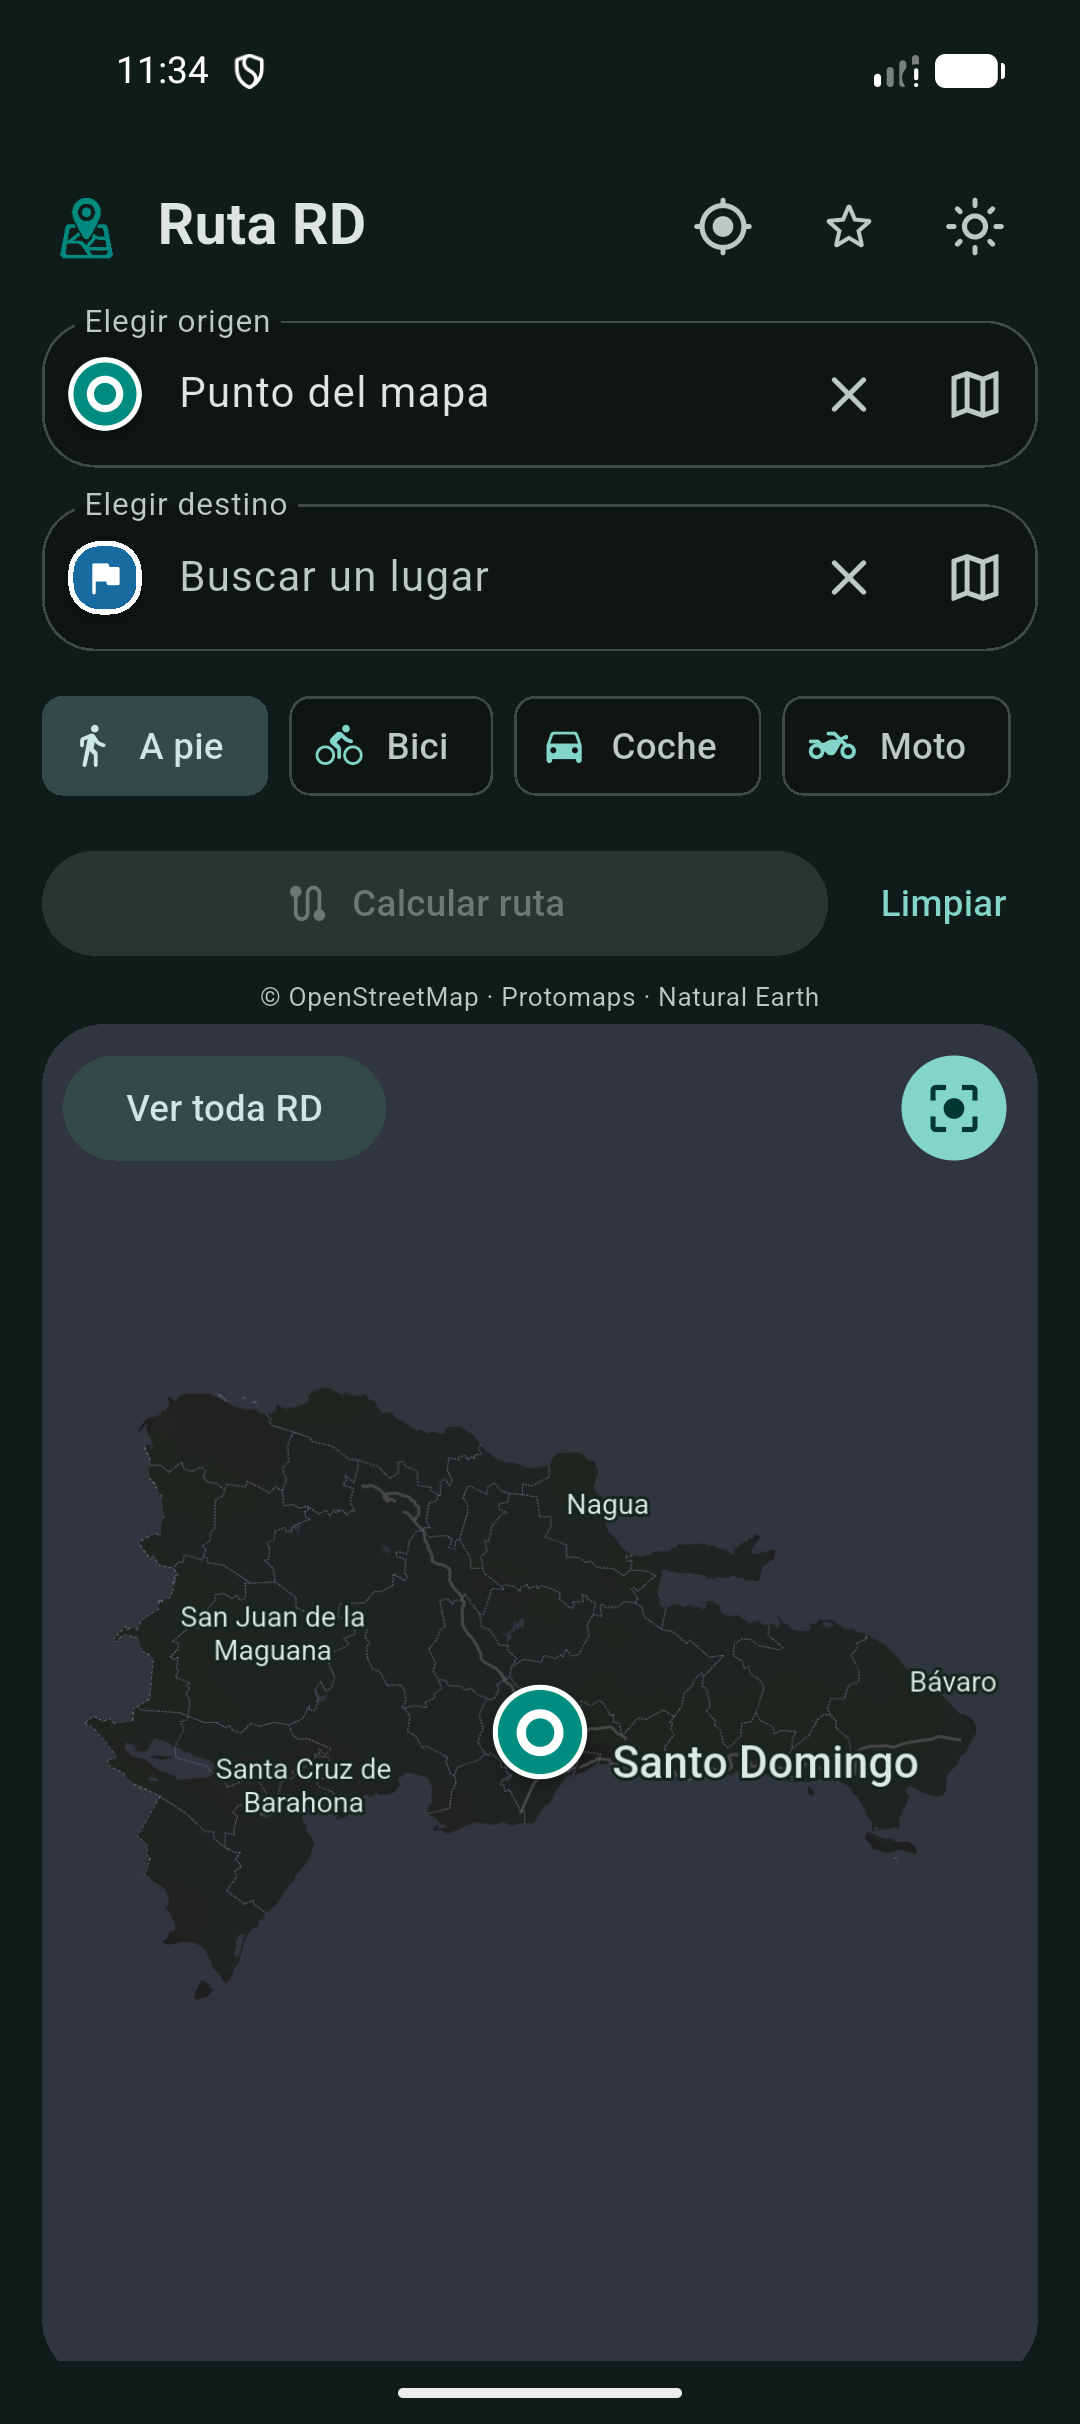 11:34
Ruta RD
Elegir origen
Punto del mapa
Elegir destino
Buscar un lugar
A pie
Bici
Coche
Moto
Calcular ruta
Limpiar
© OpenStreetMap · Protomaps · Natural Earth
Ver toda RD
Nagua
San Juan de la
Maguana
Bávaro
Santo Domingo
Santa Cruz de
Barahona